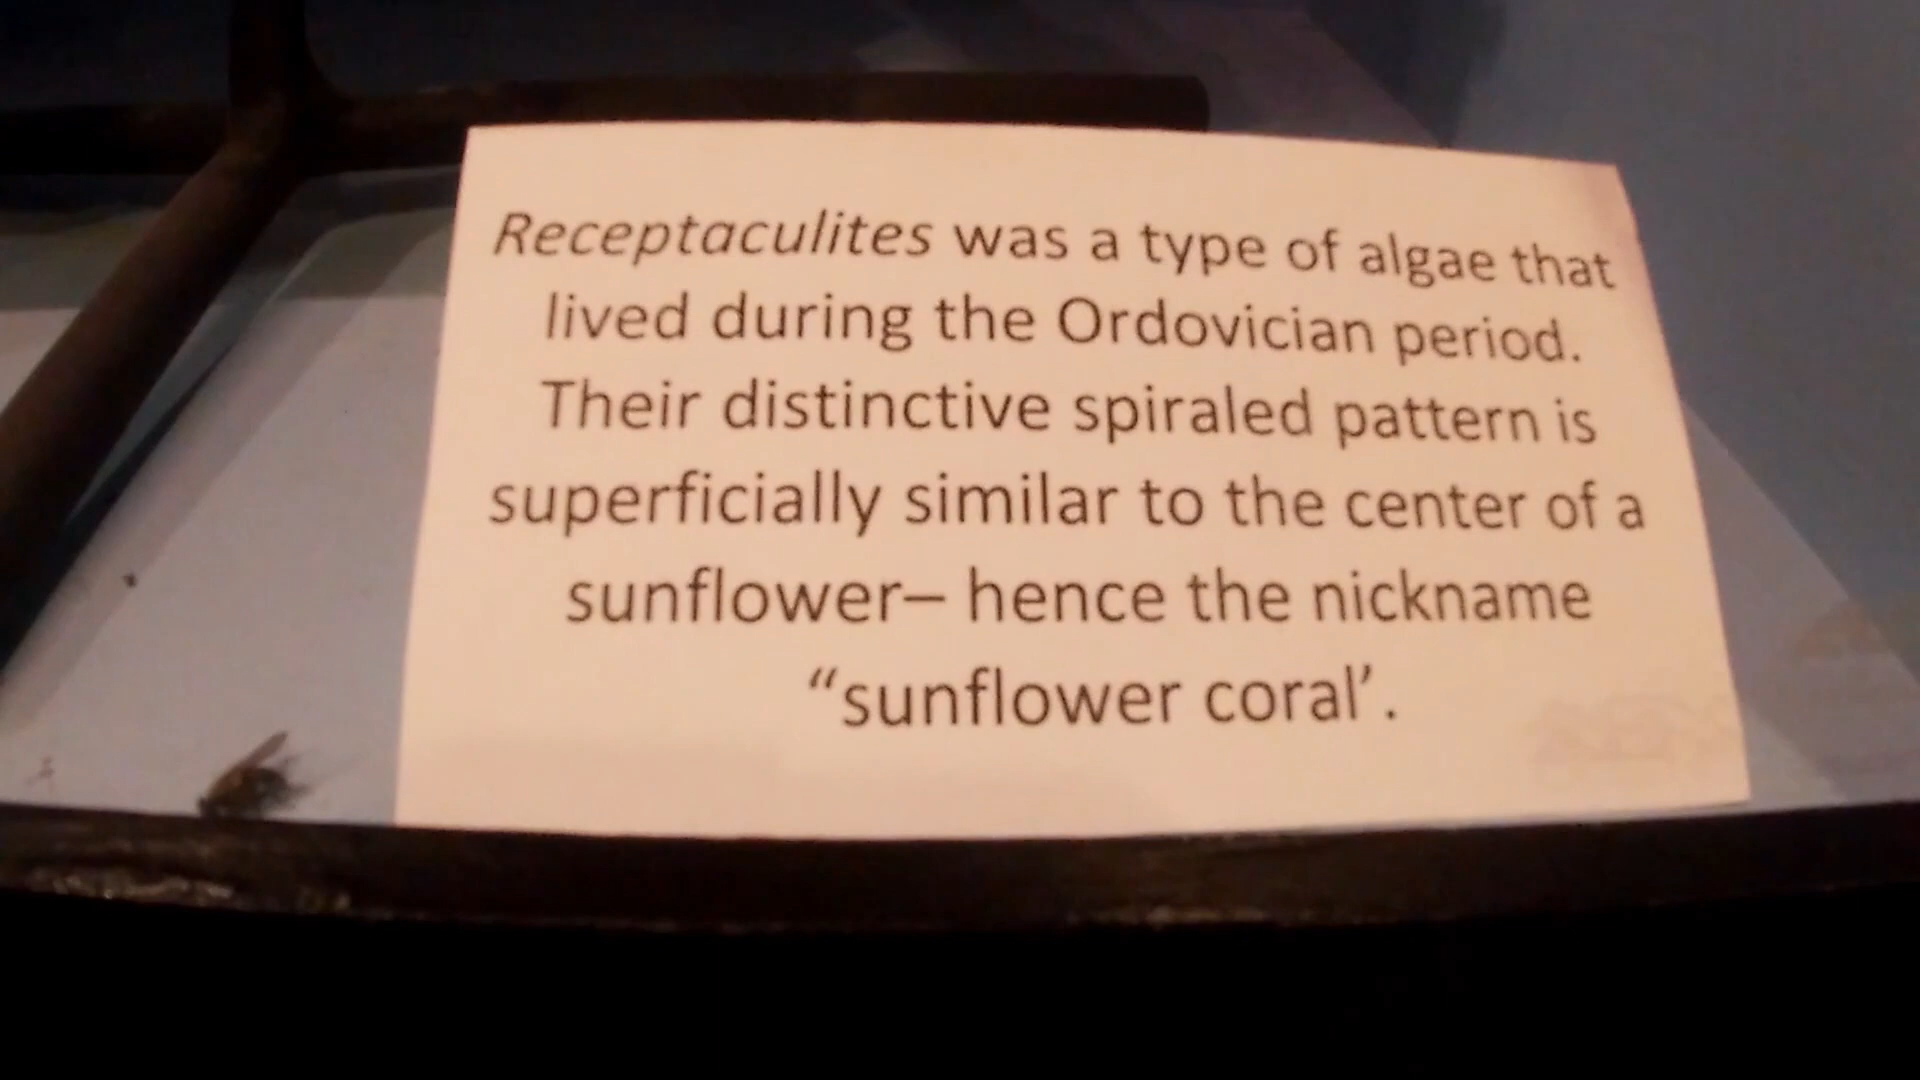 Receptaculites was a type of algae that
lived during the Ordovician period.
Their distinctive spiraled pattern is
superficially similar to the center of a
sunflower– hence the nickname
“sunflower coral’.